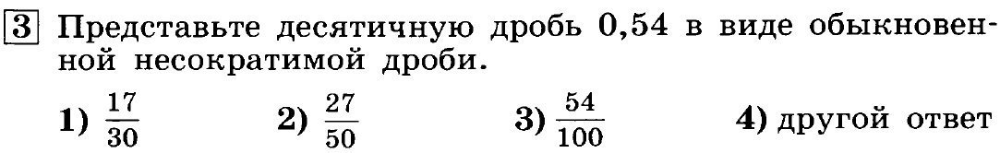 3 Представьте десятичную дробь 0,54 в виде обыкновен-
ной несократимой дроби.
1) 17/30 2) 27/50 3) 54/100 4) другой ответ